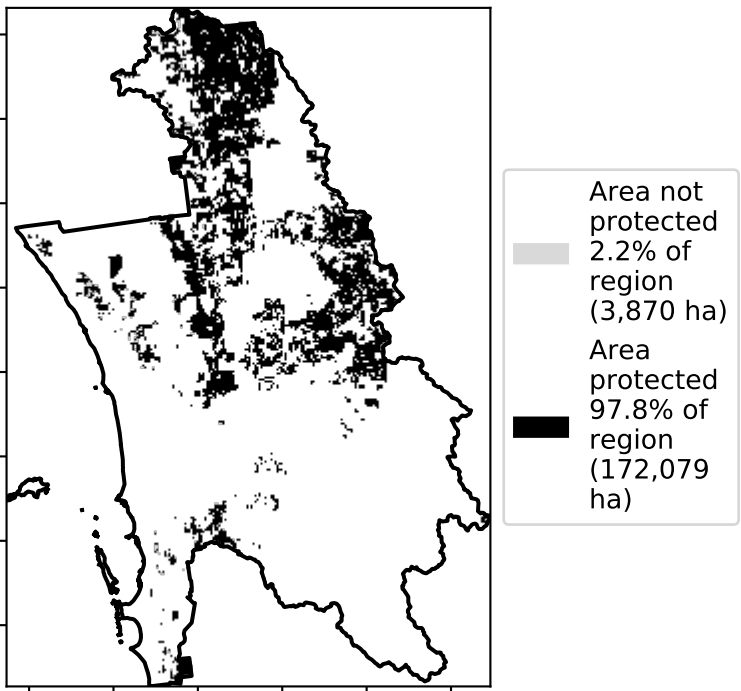 Area not
protected
2.2% of
region
(3,870 ha)
Area
protected
97.8% of
region
(172,079
ha)